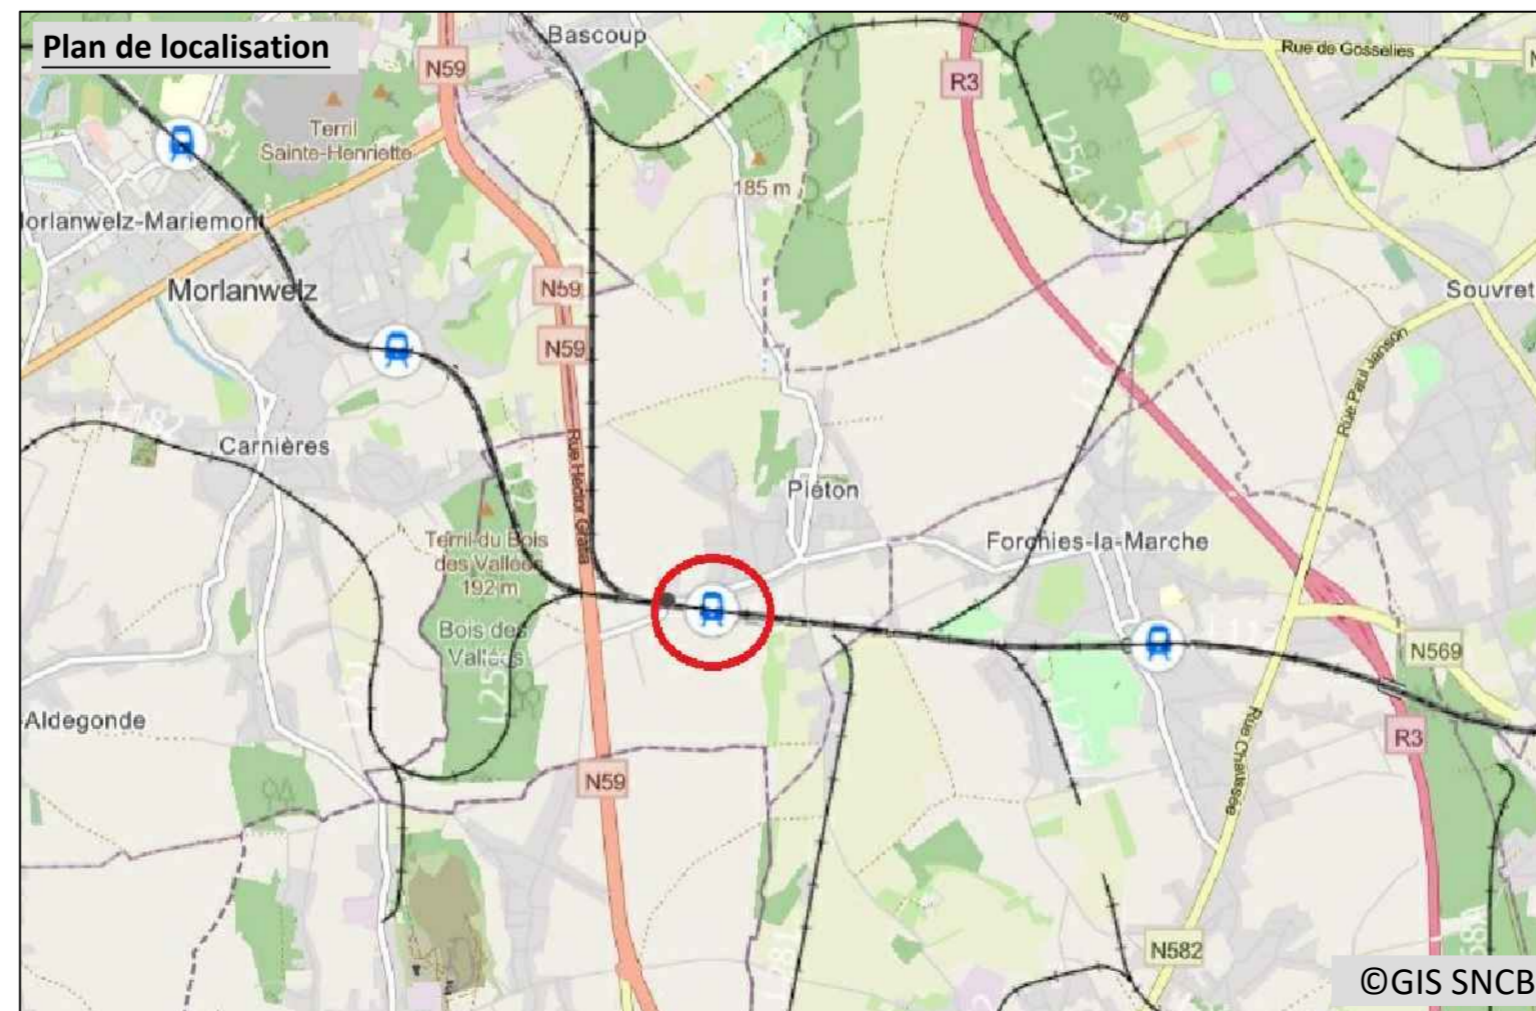 Plan de localisation
Bascoup
N59
R3
Rue de Gosselies
Terril
Sainte-Henriette
185 m
L254
L254
orlanwelz-Mariemont
Morlanwelz
N59
Souvret
N59
Rue Paul Janson
Carnières
Rue Hector Gratia
Piéton
Terril du Bois
des Vallées
192 m
Forchies-la-Marche
Bois des
Vallées
N569
-Aldegonde
R3
N59
Rue Chaussée
N582
©GIS SNCB